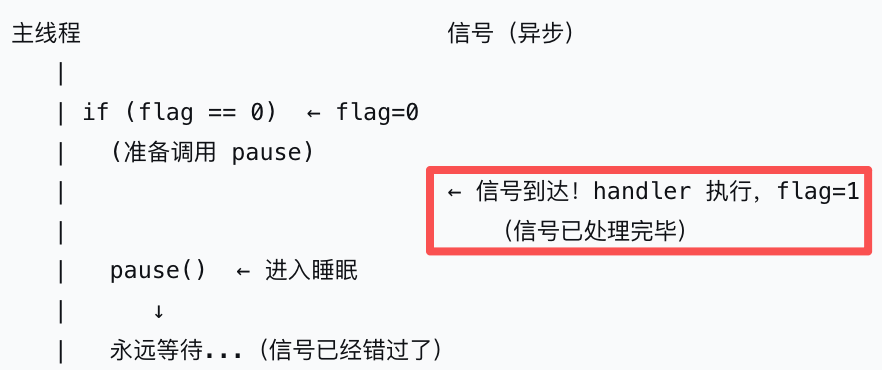 主线程 信号（异步）
|
| if (flag == 0) ← flag=0
| (准备调用 pause)
| ← 信号到达！handler 执行，flag=1
| （信号已处理完毕）
| pause() ← 进入睡眠
| ↓
| 永远等待...（信号已经错过了）